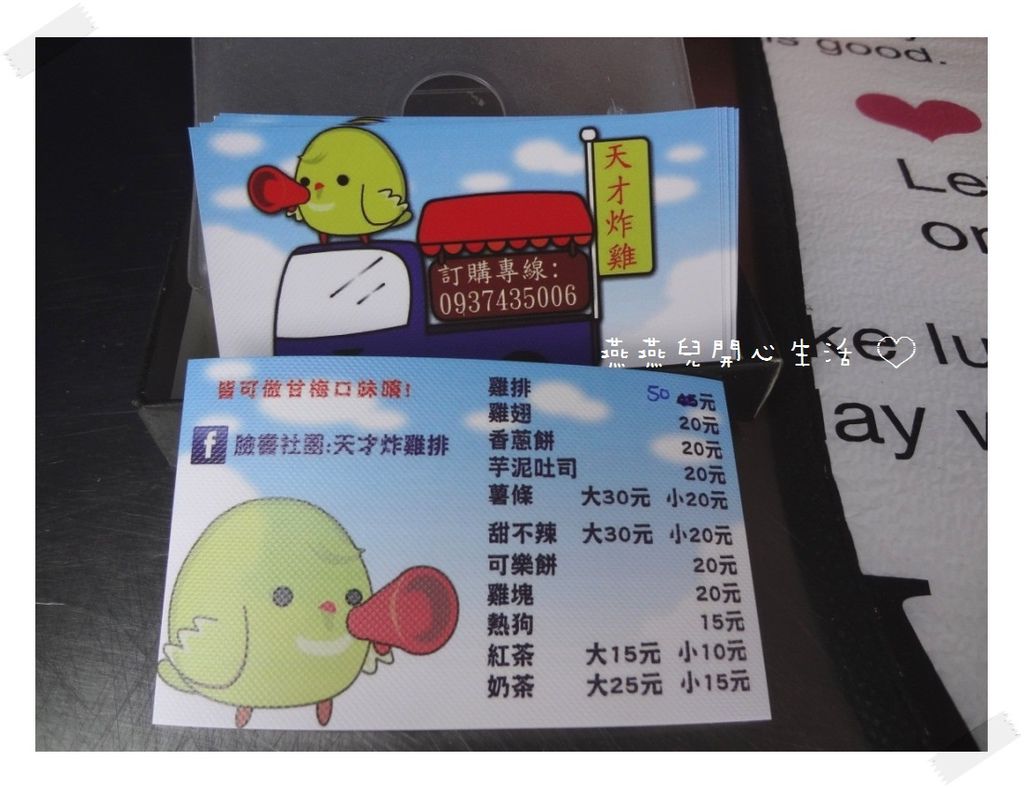 is good.
天才炸雞
訂購專線:
0937435006
燕燕兒開心生活
皆可做甘梅口味唷!
f 臉書社團:天才炸雞排
雞排 50 45元
雞翅 20元
香蔥餅 20元
芋泥吐司 20元
薯條 大30元 小20元
甜不辣 大30元 小20元
可樂餅 20元
雞塊 20元
熱狗 15元
紅茶 大15元 小10元
奶茶 大25元 小15元